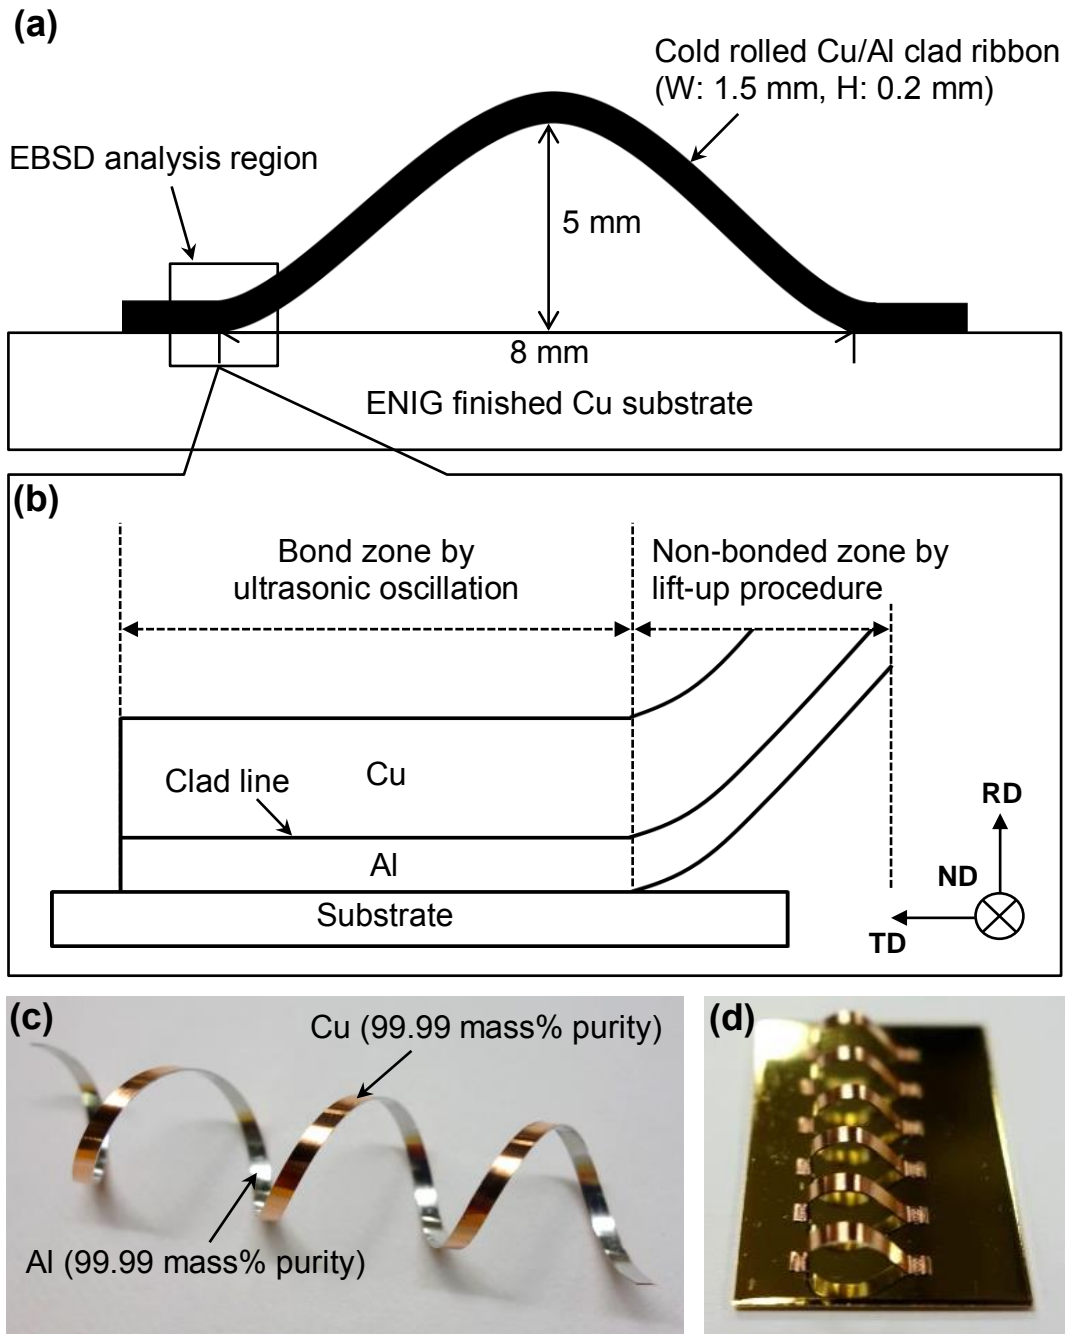 (a)
Cold rolled Cu/Al clad ribbon
(W: 1.5 mm, H: 0.2 mm)
EBSD analysis region
5 mm
8 mm
ENIG finished Cu substrate
(b)
Bond zone by
ultrasonic oscillation
Non-bonded zone by
lift-up procedure
Cu
Clad line
Al
Substrate
RD
ND
TD
(c)
Cu (99.99 mass% purity)
Al (99.99 mass% purity)
(d)